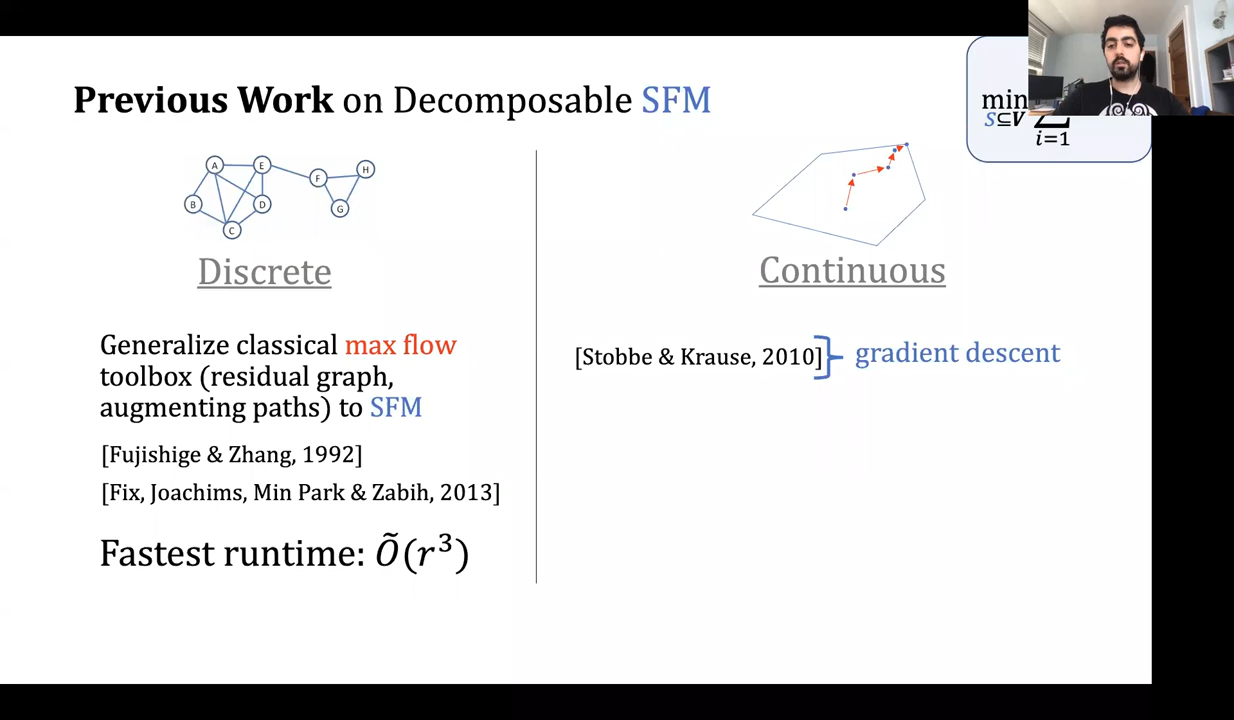 Previous Work on Decomposable SFM
min
S⊆V
i=1
A
E
F
H
B
D
G
C
Discrete
Continuous
Generalize classical max flow
toolbox (residual graph,
augmenting paths) to SFM
[Fujishige & Zhang, 1992]
[Fix, Joachims, Min Park & Zabih, 2013]
Fastest runtime: Õ(r³)
[Stobbe & Krause, 2010]
gradient descent